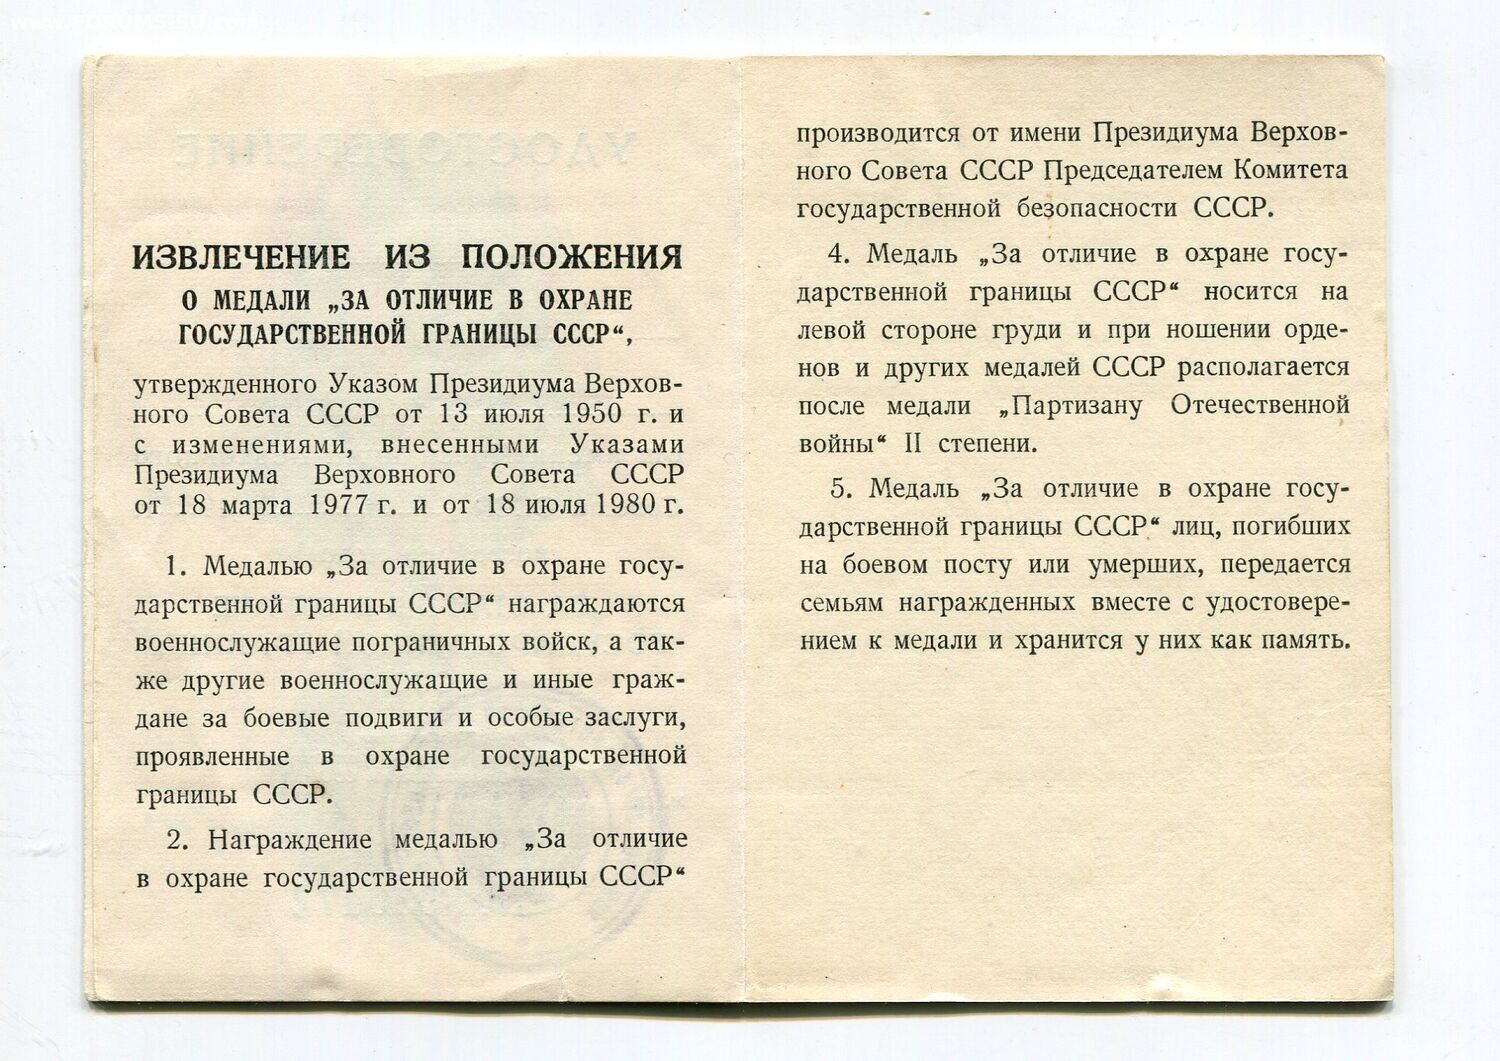 www.FORUMS-SU.com
ИЗВЛЕЧЕНИЕ ИЗ ПОЛОЖЕНИЯ
О МЕДАЛИ „ЗА ОТЛИЧИЕ В ОХРАНЕ
ГОСУДАРСТВЕННОЙ ГРАНИЦЫ СССР“,
утвержденного Указом Президиума Верхов-
ного Совета СССР от 13 июля 1950 г. и
с изменениями, внесенными Указами
Президиума Верховного Совета СССР
от 18 марта 1977 г. и от 18 июля 1980 г.
1. Медалью „За отличие в охране госу-
дарственной границы СССР“ награждаются
военнослужащие пограничных войск, а так-
же другие военнослужащие и иные граж-
дане за боевые подвиги и особые заслуги,
проявленные в охране государственной
границы СССР.
2. Награждение медалью „За отличие
в охране государственной границы СССР“
производится от имени Президиума Верхов-
ного Совета СССР Председателем Комитета
государственной безопасности СССР.
4. Медаль „За отличие в охране госу-
дарственной границы СССР“ носится на
левой стороне груди и при ношении орде-
нов и других медалей СССР располагается
после медали „Партизану Отечественной
войны“ II степени.
5. Медаль „За отличие в охране госу-
дарственной границы СССР“ лиц, погибших
на боевом посту или умерших, передается
семьям награжденных вместе с удостовере-
нием к медали и хранится у них как память.